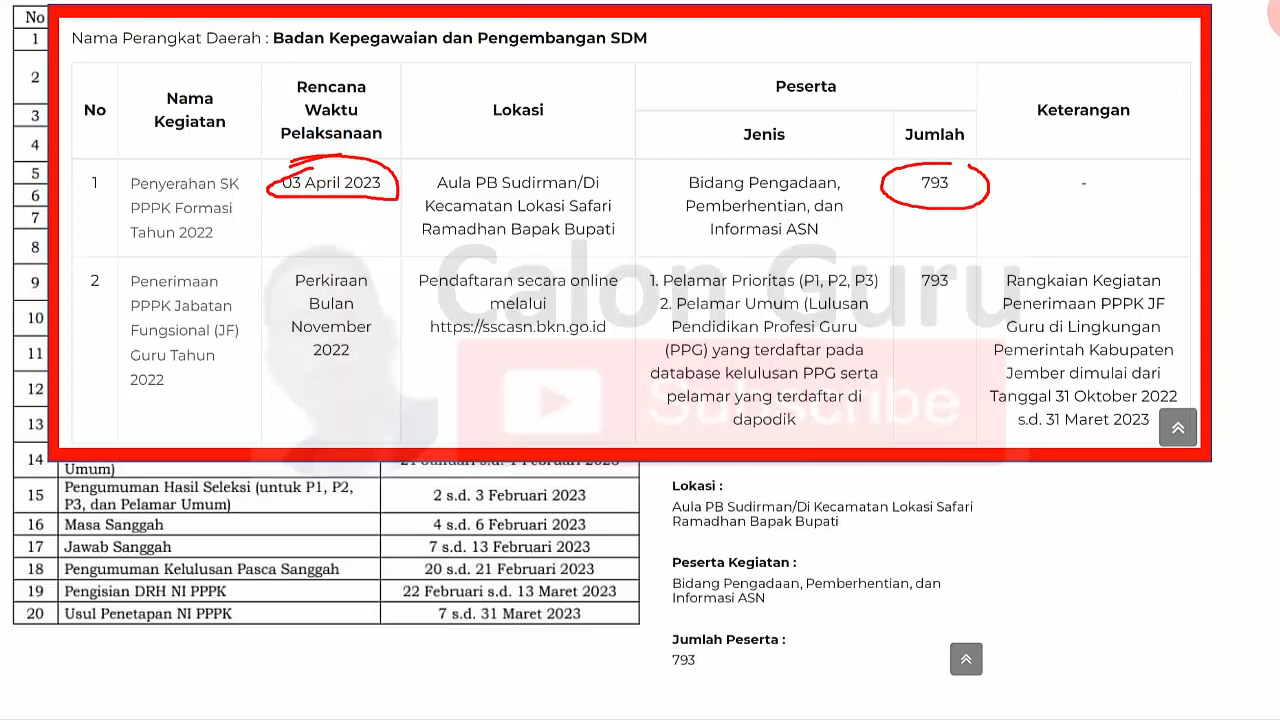 No
1
2
3
4
5
6
7
8
9
10
11
12
13
Nama Perangkat Daerah : Badan Kepegawaian dan Pengembangan SDM
No
Nama
Kegiatan
Rencana
Waktu
Pelaksanaan
Lokasi
Peserta
Jenis
Jumlah
Keterangan
1
Penyerahan SK
PPPK Formasi
Tahun 2022
03 April 2023
Aula PB Sudirman/Di
Kecamatan Lokasi Safari
Ramadhan Bapak Bupati
Bidang Pengadaan,
Pemberhentian, dan
Informasi ASN
793
-
2
Penerimaan
PPPK Jabatan
Fungsional (JF)
Guru Tahun
2022
Perkiraan
Bulan
November
2022
Pendaftaran secara online
melalui
https://sscasn.bkn.go.id
1. Pelamar Prioritas (P1, P2, P3)
2. Pelamar Umum (Lulusan
Pendidikan Profesi Guru
(PPG) yang terdaftar pada
database kelulusan PPG serta
pelamar yang terdaftar di
dapodik
793
Rangkaian Kegiatan
Penerimaan PPPK JF
Guru di Lingkungan
Pemerintah Kabupaten
Jember dimulai dari
Tanggal 31 Oktober 2022
s.d. 31 Maret 2023
Calon Guru
Subscribe
14 Umum)
15 Pengumuman Hasil Seleksi (untuk P1, P2,
P3, dan Pelamar Umum) 2 s.d. 3 Februari 2023
16 Masa Sanggah 4 s.d. 6 Februari 2023
17 Jawab Sanggah 7 s.d. 13 Februari 2023
18 Pengumuman Kelulusan Pasca Sanggah 20 s.d. 21 Februari 2023
19 Pengisian DRH NI PPPK 22 Februari s.d. 13 Maret 2023
20 Usul Penetapan NI PPPK 7 s.d. 31 Maret 2023
Lokasi :
Aula PB Sudirman/Di Kecamatan Lokasi Safari
Ramadhan Bapak Bupati
Peserta Kegiatan :
Bidang Pengadaan, Pemberhentian, dan
Informasi ASN
Jumlah Peserta :
793